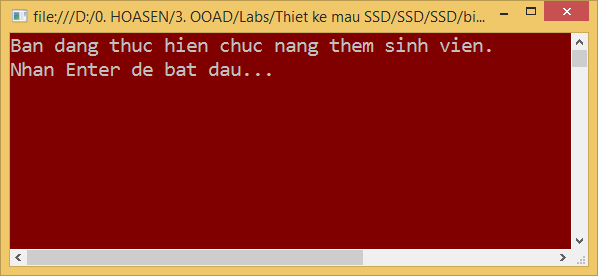 file:///D:/0. HOASEN/3. OOAD/Labs/Thiet ke mau SSD/SSD/SSD/bi...
Ban dang thuc hien chuc nang them sinh vien.
Nhan Enter de bat dau...